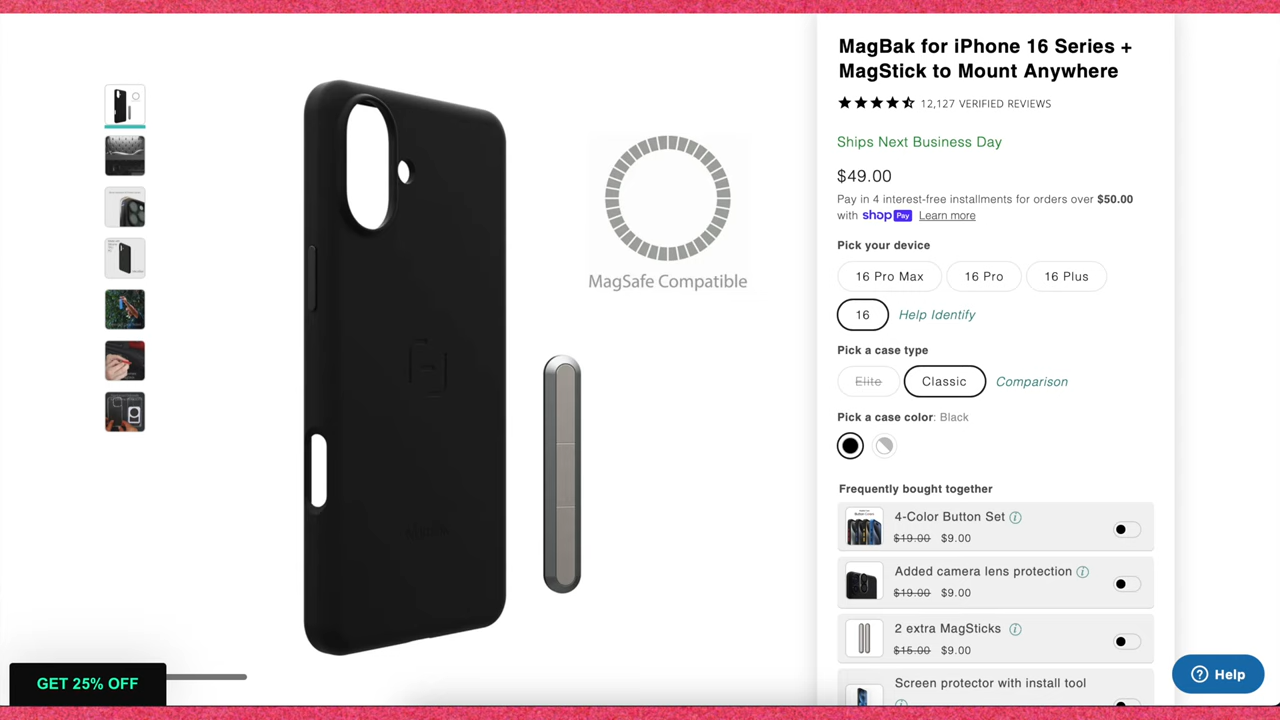 MagBak for iPhone 16 Series +
MagStick to Mount Anywhere
12,127 VERIFIED REVIEWS
Ships Next Business Day
$49.00
Pay in 4 interest-free installments for orders over $50.00
with shop Pay Learn more
Pick your device
16 Pro Max
16 Pro
16 Plus
16
Help Identify
Pick a case type
Elite
Classic
Comparison
Pick a case color: Black
Frequently bought together
4-Color Button Set
$19.00 $9.00
Added camera lens protection
$19.00 $9.00
2 extra MagSticks
$15.00 $9.00
Screen protector with install tool
MagSafe Compatible
GET 25% OFF
Help